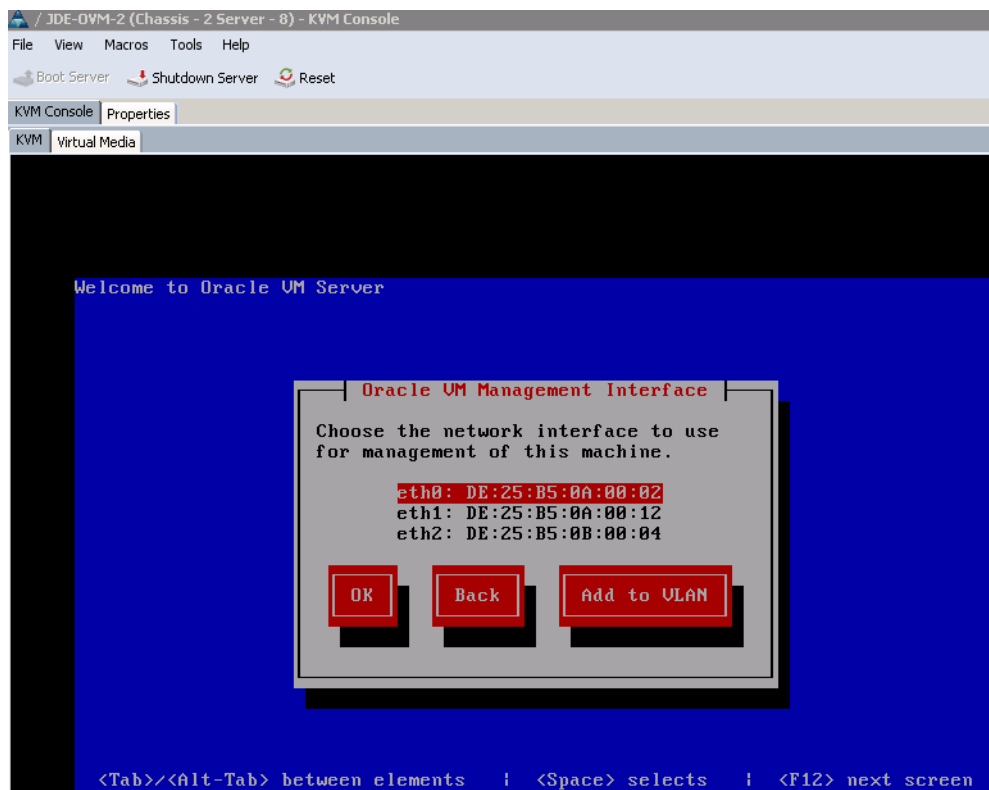 / JDE-OVM-2 (Chassis - 2 Server - 8) - KVM Console
File View Macros Tools Help
Boot Server Shutdown Server Reset
KVM Console Properties
KVM Virtual Media
Welcome to Oracle VM Server
Oracle VM Management Interface
Choose the network interface to use
for management of this machine.
eth0: DE:25:B5:0A:00:02
eth1: DE:25:B5:0A:00:12
eth2: DE:25:B5:0B:00:04
OK Back Add to VLAN
<Tab>/<Alt-Tab> between elements | <Space> selects | <F12> next screen